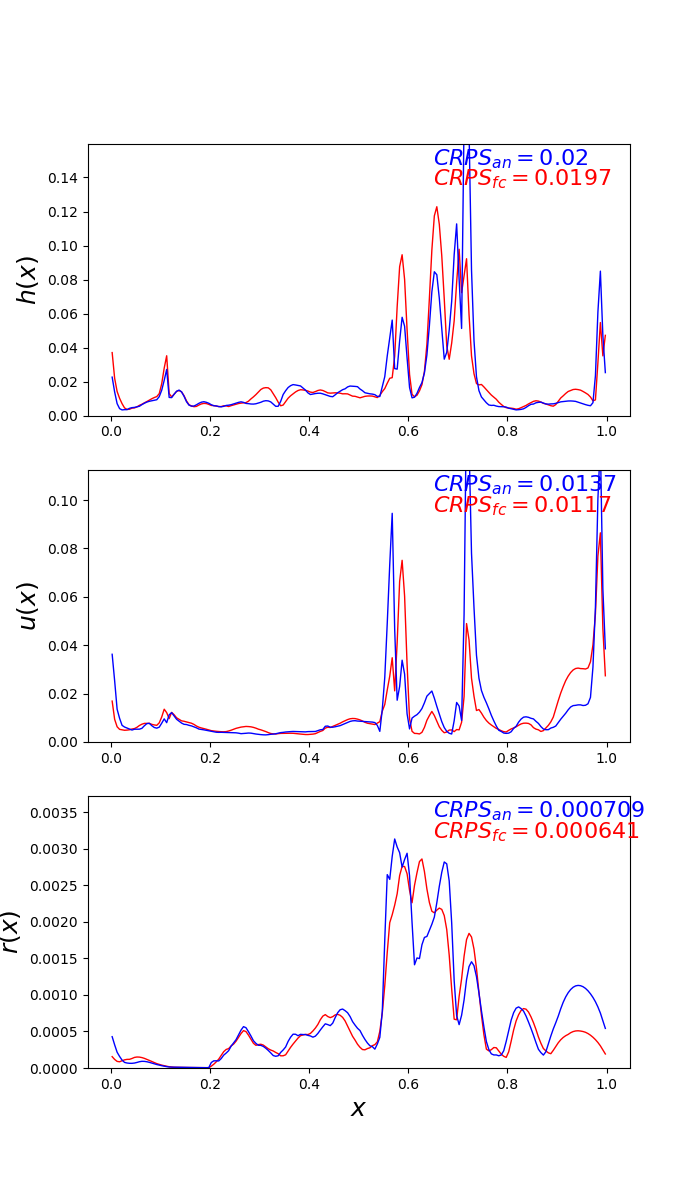 CRPS_an = 0.02
CRPS_fc = 0.0197
h(x)
0.14
0.12
0.10
0.08
0.06
0.04
0.02
0.00
0.0 0.2 0.4 0.6 0.8 1.0
CRPS_an = 0.0137
CRPS_fc = 0.0117
u(x)
0.10
0.08
0.06
0.04
0.02
0.00
0.0 0.2 0.4 0.6 0.8 1.0
CRPS_an = 0.000709
CRPS_fc = 0.000641
r(x)
0.0035
0.0030
0.0025
0.0020
0.0015
0.0010
0.0005
0.0000
0.0 0.2 0.4 0.6 0.8 1.0
x